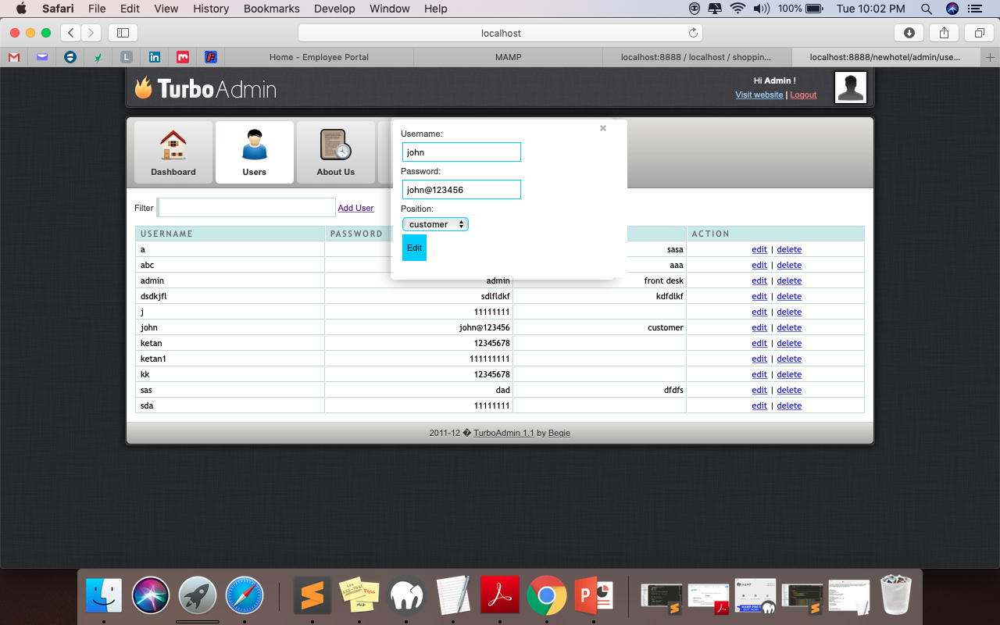 Safari File Edit View History Bookmarks Develop Window Help 100% Tue 10:02 PM
localhost
L in m
Home - Employee Portal MAMP localhost:8888 / localhost / shoppin... localhost:8888/newhotel/admin/use...
TurboAdmin
Hi Admin !
Visit website | Logout
Dashboard Users About Us
Username:
john
Password:
john@123456
Position:
customer
Edit
Filter Add User
USERNAME PASSWORD ACTION
a sasa edit | delete
abc aaa edit | delete
admin admin front desk edit | delete
dsdkjfl sdlfldkf kdfdlkf edit | delete
j 11111111 edit | delete
john john@123456 customer edit | delete
ketan 12345678 edit | delete
ketan1 111111111 edit | delete
kk 12345678 edit | delete
sas dad dfdfs edit | delete
sda 11111111 edit | delete
2011-12 � TurboAdmin 1.1 by Begie